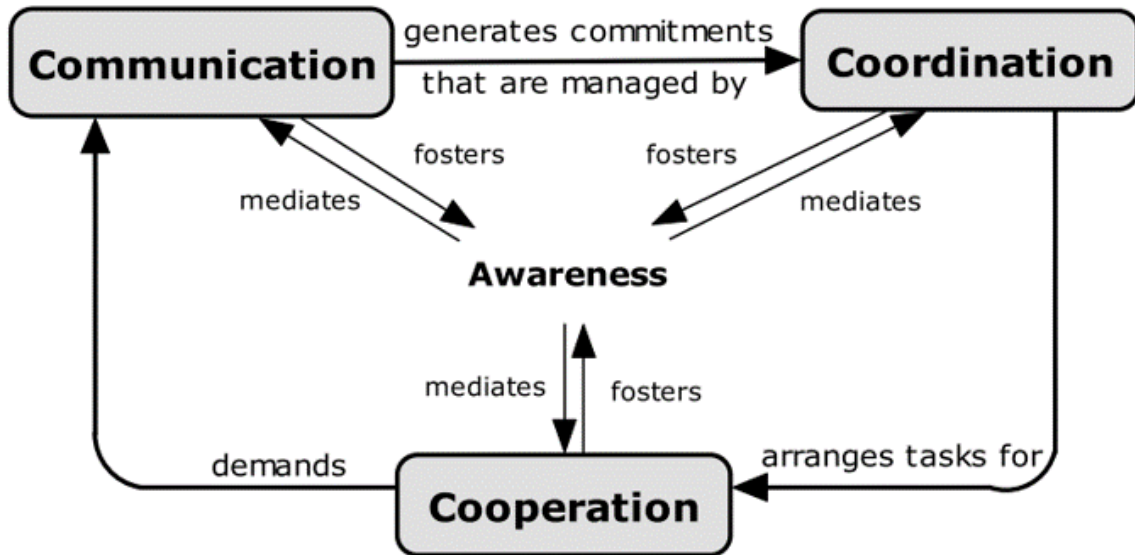 generates commitments
Communication
Coordination
that are managed by
fosters
fosters
mediates
mediates
Awareness
mediates
fosters
demands
arranges tasks for
Cooperation